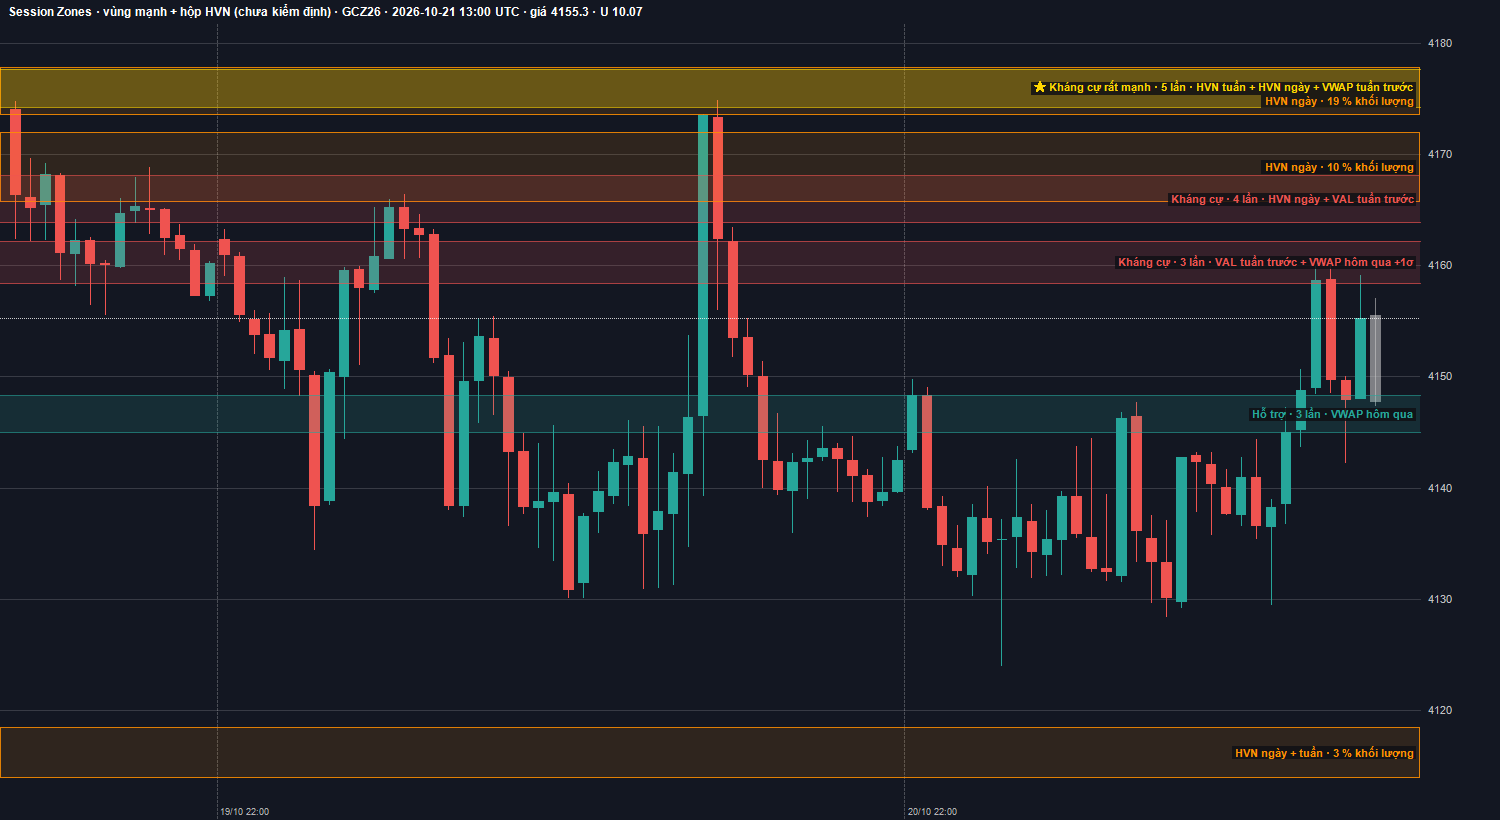 Session Zones · vùng mạnh + hộp HVN (chưa kiểm định) · GCZ26 · 2026-10-21 13:00 UTC · giá 4155.3 · U 10.07
4180
★ Kháng cự rất mạnh · 5 lần · HVN tuần + HVN ngày + VWAP tuần trước
HVN ngày · 19 % khối lượng
4170
HVN ngày · 10 % khối lượng
Kháng cự · 4 lần · HVN ngày + VAL tuần trước
Kháng cự · 3 lần · VAL tuần trước + VWAP hôm qua +1σ
4160
4150
Hỗ trợ · 3 lần · VWAP hôm qua
4140
4130
4120
HVN ngày + tuần · 3 % khối lượng
19/10 22:00
20/10 22:00